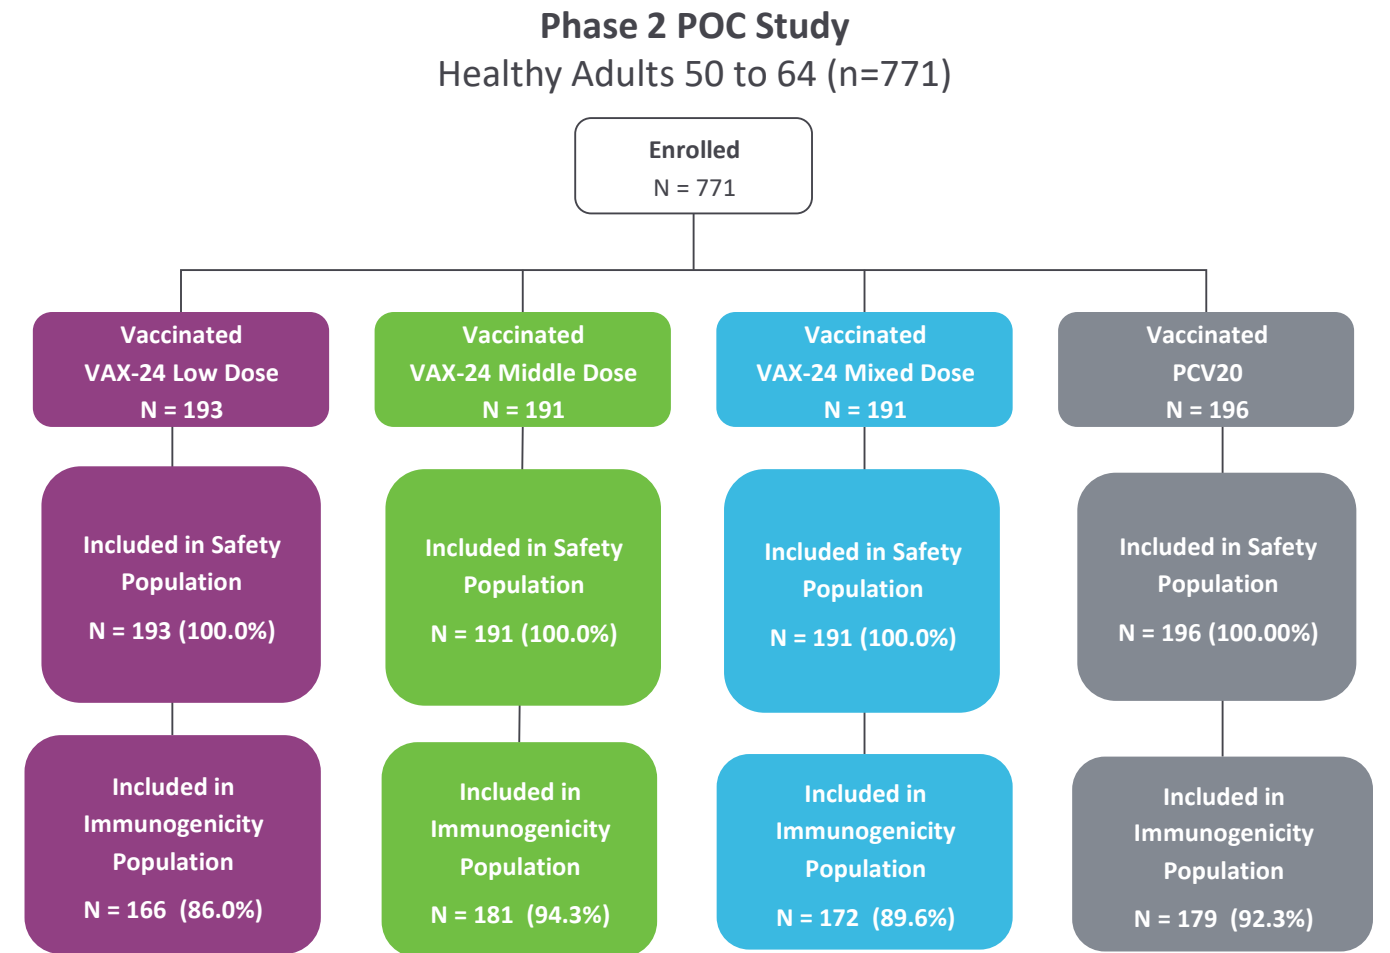 Phase 2 POC Study
Healthy Adults 50 to 64 (n=771)
Enrolled
N = 771
Vaccinated
VAX-24 Low Dose
N = 193
Vaccinated
VAX-24 Middle Dose
N = 191
Vaccinated
VAX-24 Mixed Dose
N = 191
Vaccinated
PCV20
N = 196
Included in Safety
Population
N = 193 (100.0%)
Included in Safety
Population
N = 191 (100.0%)
Included in Safety
Population
N = 191 (100.0%)
Included in Safety
Population
N = 196 (100.00%)
Included in
Immunogenicity
Population
N = 166 (86.0%)
Included in
Immunogenicity
Population
N = 181 (94.3%)
Included in
Immunogenicity
Population
N = 172 (89.6%)
Included in
Immunogenicity
Population
N = 179 (92.3%)